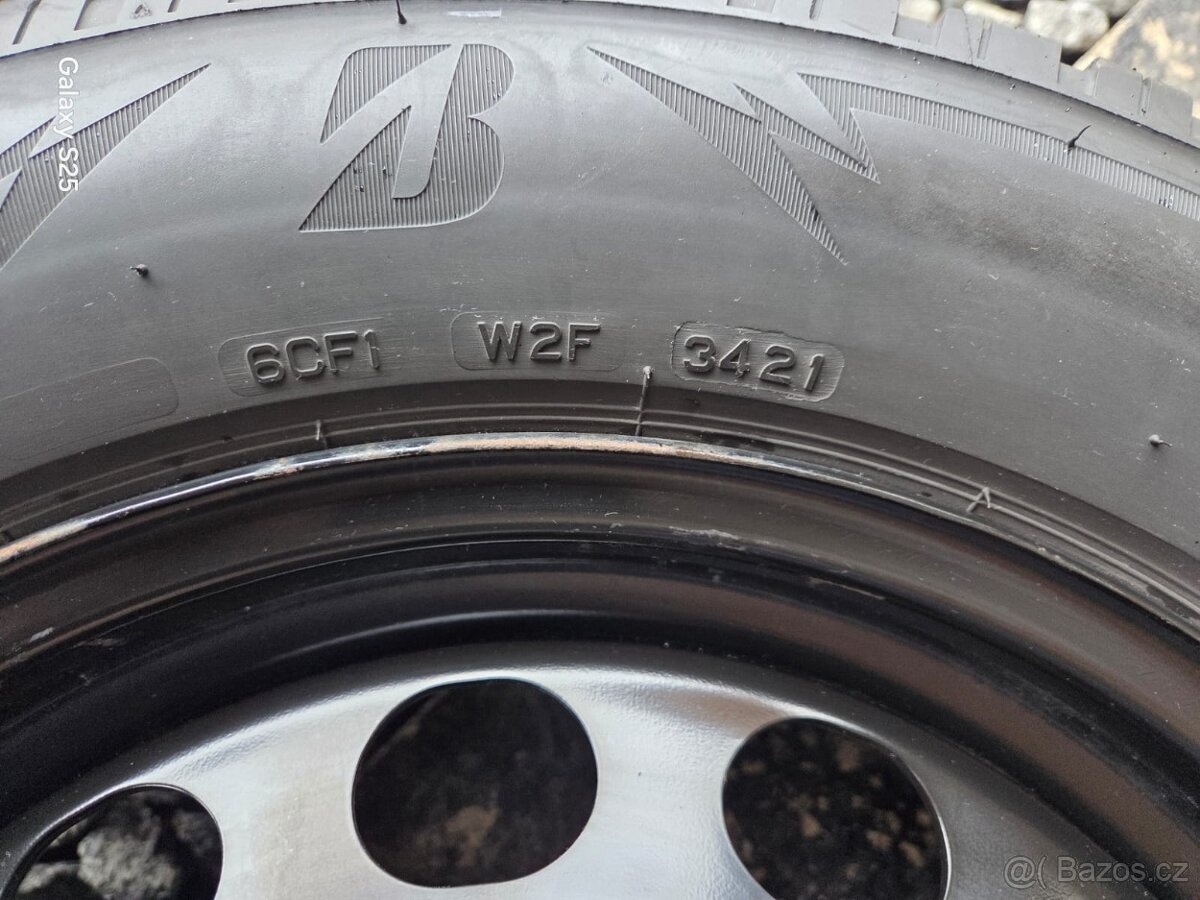 Galaxy S25
B
6CF1 W2F 3421
@( Bazos.cz